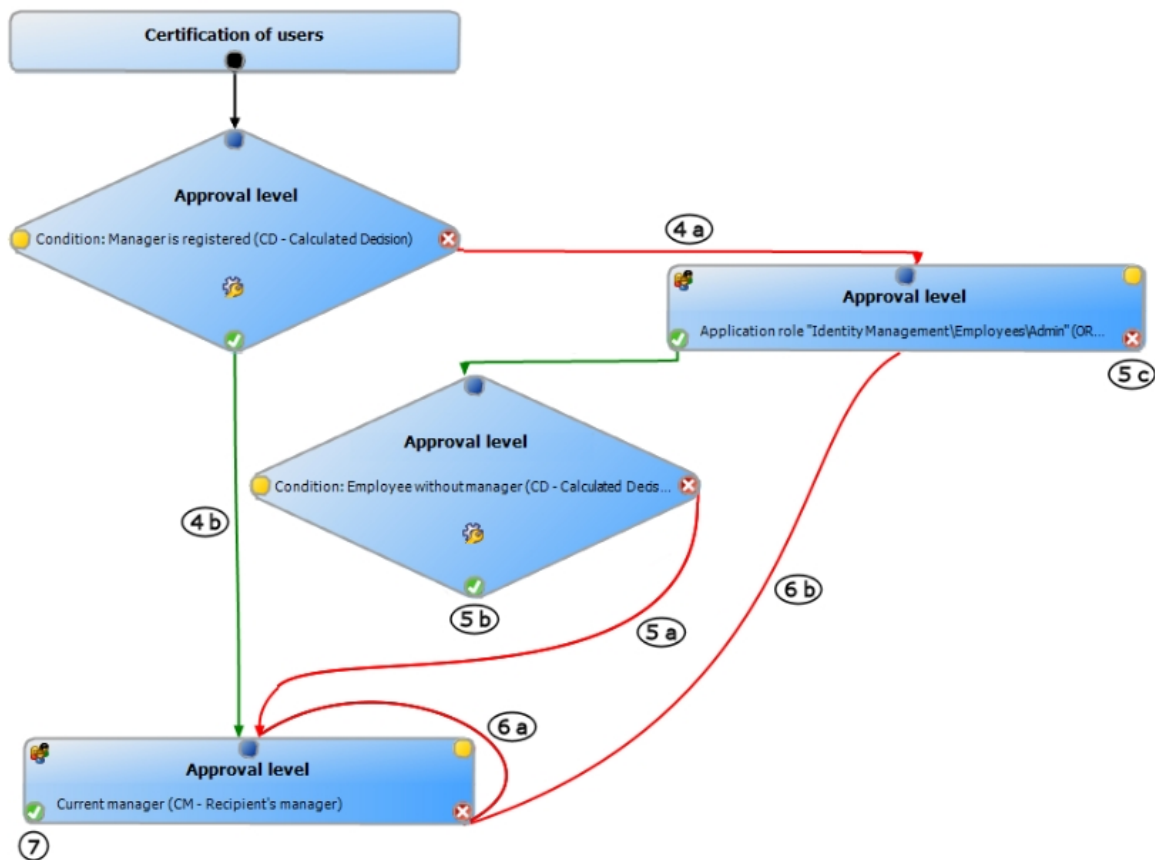 Certification of users
Approval level
Condition: Manager is registered (CD - Calculated Decision)
4 a
Approval level
Application role "Identity Management\Employees\Admin" (OR...
5 c
Approval level
Condition: Employee without manager (CD - Calculated Decis...
4 b
5 b
5 a
6 b
6 a
Approval level
Current manager (CM - Recipient's manager)
7